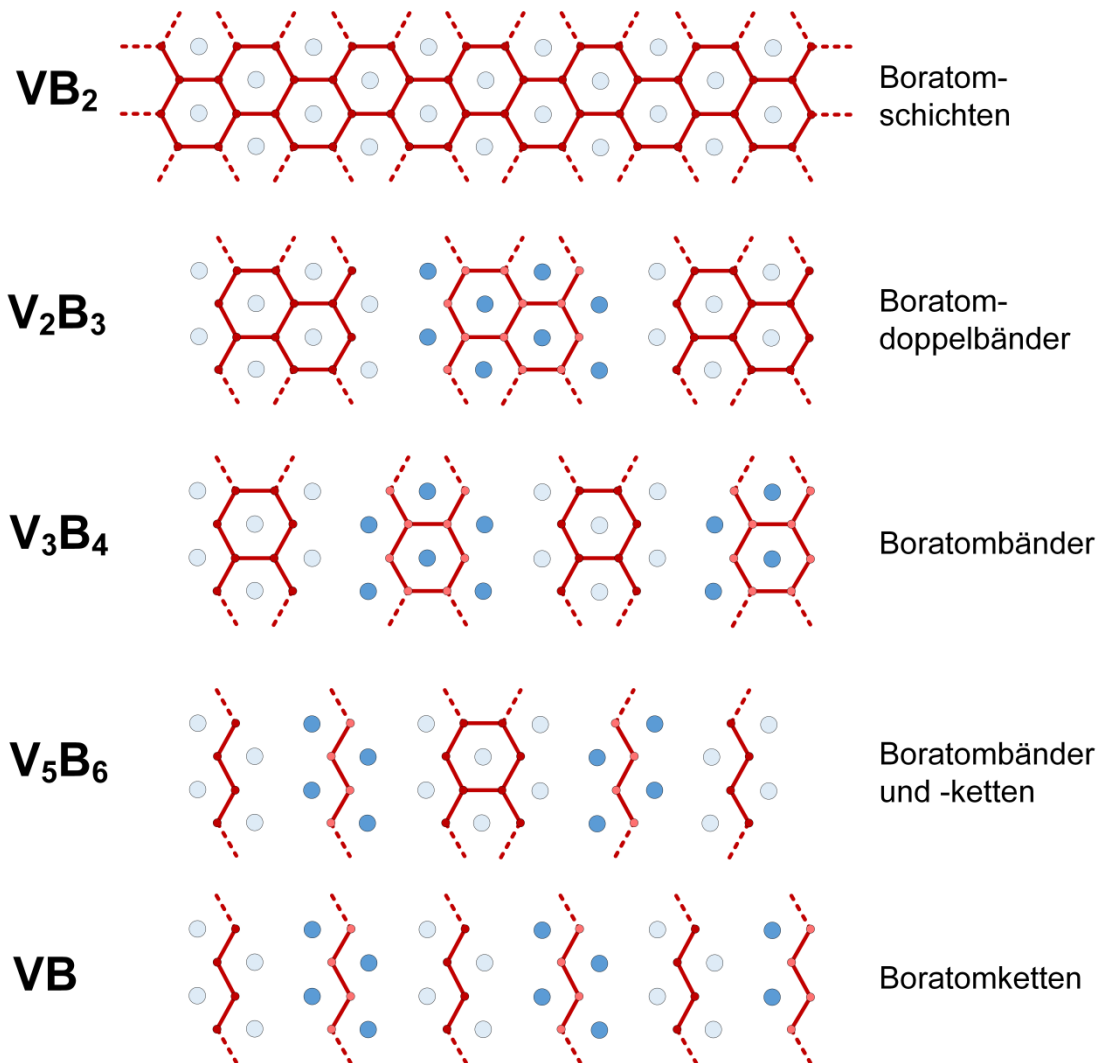 VB₂
Boratom-
schichten
V₂B₃
Boratom-
doppelbänder
V₃B₄
Boratombänder
V₅B₆
Boratombänder
und -ketten
VB
Boratomketten